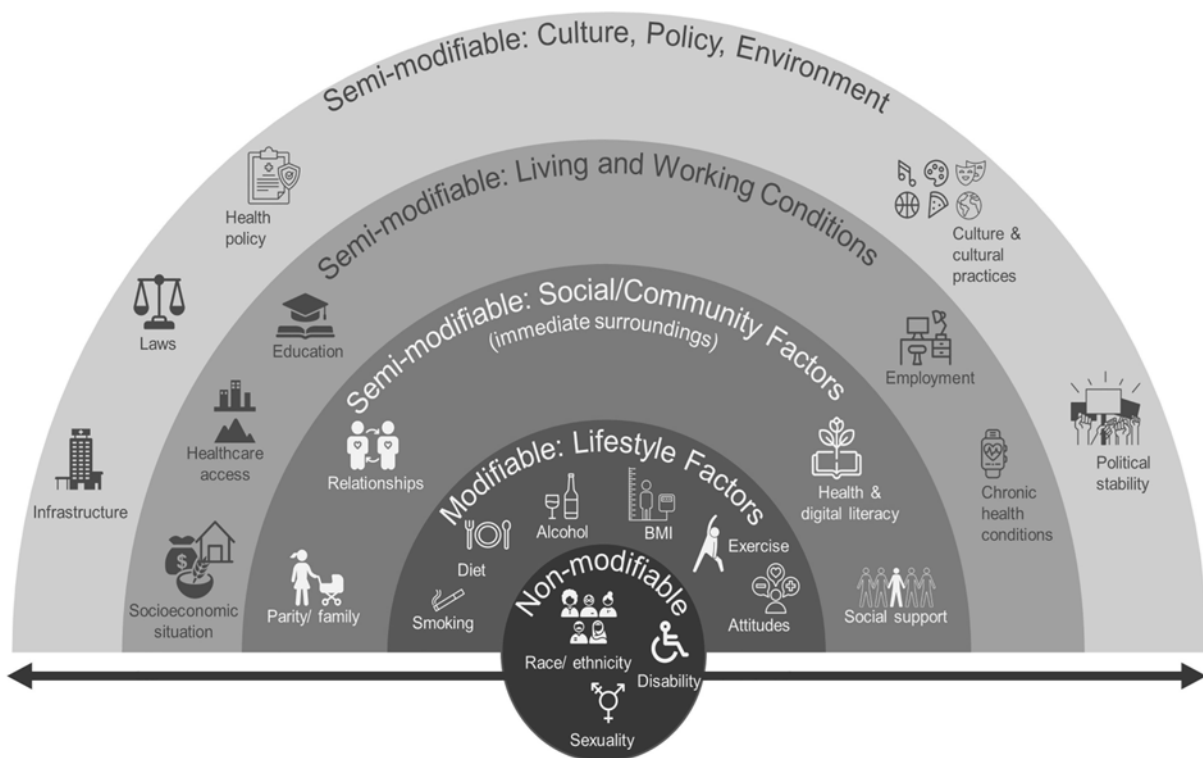 Semi-modifiable: Culture, Policy, Environment
Health
policy
Laws
Infrastructure
Culture &
cultural
practices
Political
stability
Semi-modifiable: Living and Working Conditions
Education
Healthcare
access
Socioeconomic
situation
Employment
Chronic
health
conditions
Semi-modifiable: Social/Community Factors
(immediate surroundings)
Relationships
Parity/ family
Health &
digital literacy
Social support
Modifiable: Lifestyle Factors
Smoking
Diet
Alcohol
BMI
Exercise
Attitudes
Non-modifiable
Race/ ethnicity
Disability
Sexuality
$